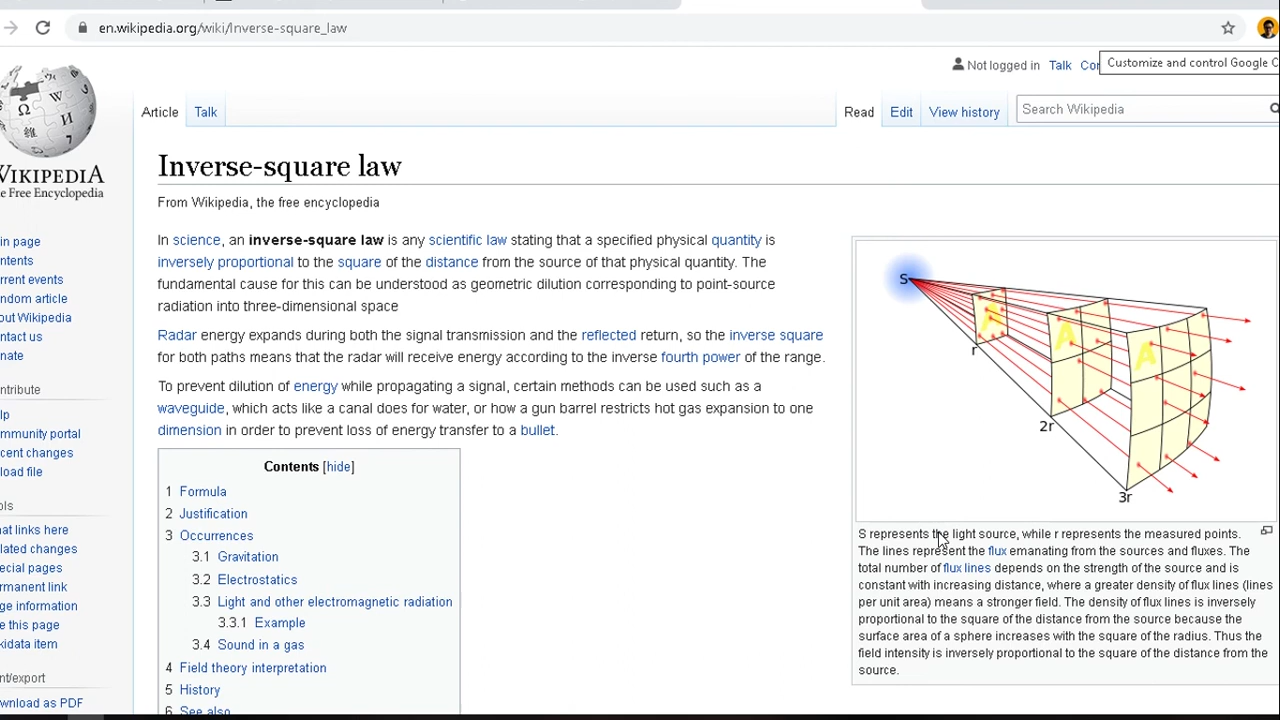 en.wikipedia.org/wiki/Inverse-square_law
Not logged in Talk
Customize and control Google
WIKIPEDIA
Free Encyclopedia
Article Talk
Read Edit View history
Search Wikipedia
Inverse-square law
From Wikipedia, the free encyclopedia
In science, an inverse-square law is any scientific law stating that a specified physical quantity is
inversely proportional to the square of the distance from the source of that physical quantity. The
fundamental cause for this can be understood as geometric dilution corresponding to point-source
radiation into three-dimensional space
Radar energy expands during both the signal transmission and the reflected return, so the inverse square
for both paths means that the radar will receive energy according to the inverse fourth power of the range.
To prevent dilution of energy while propagating a signal, certain methods can be used such as a
waveguide, which acts like a canal does for water, or how a gun barrel restricts hot gas expansion to one
dimension in order to prevent loss of energy transfer to a bullet.
Contents [hide]
1 Formula
2 Justification
3 Occurrences
3.1 Gravitation
3.2 Electrostatics
3.3 Light and other electromagnetic radiation
3.3.1 Example
3.4 Sound in a gas
4 Field theory interpretation
5 History
6 See also
S
A A A
r
2r
3r
S represents the light source, while r represents the measured points.
The lines represent the flux emanating from the sources and fluxes. The
total number of flux lines depends on the strength of the source and is
constant with increasing distance, where a greater density of flux lines (lines
per unit area) means a stronger field. The density of flux lines is inversely
proportional to the square of the distance from the source because the
surface area of a sphere increases with the square of the radius. Thus the
field intensity is inversely proportional to the square of the distance from the
source.
in page
ntents
rrent events
ndom article
out Wikipedia
ntact us
nate
ntribute
lp
mmunity portal
cent changes
load file
ols
hat links here
lated changes
ecial pages
rmanent link
ge information
e this page
kidata item
nt/export
wnload as PDF